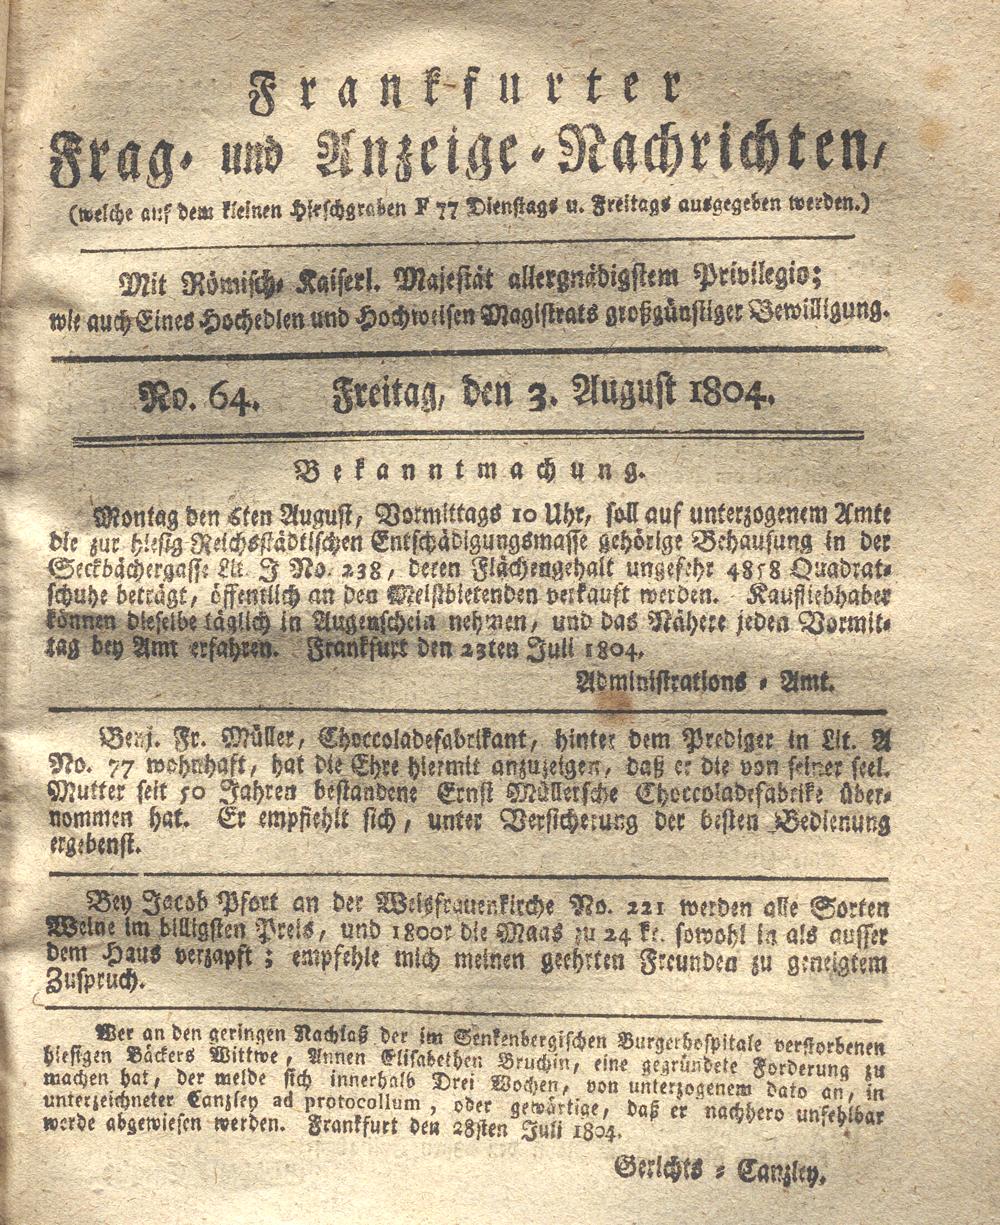 Frankfurter
Frag- und Anzeige-Nachrichten,
(welche auf dem kleinen Hirschgraben F 77 Dienstags u. Freitags ausgegeben werden.)
Mit Römisch- Kaiserl. Majestät allergnädigstem Privilegio;
wie auch Eines Hochedlen und Hochweisen Magistrats großgünstiger Bewilligung.
No. 64. Freitag, den 3. August 1804.
Bekanntmachung.
Montag den 6ten August, Vormittags 10 Uhr, soll auf unterzogenem Amte
die zur hiesig Reichsstädtischen Entschädigungsmasse gehörige Behausung in der
Seckbächergasse Lit. J No. 238, deren Flächengehalt ungefehr 4858 Quadrat-
schuhe beträgt, öffentlich an den Meistbietenden verkauft werden. Kaufliebhaber
können dieselbe täglich in Augenschein nehmen, und das Nähere jeden Vormit-
tag bey Amt erfahren. Frankfurt den 23ten Juli 1804.
Administrations-Amt.
Benj. Fr. Müller, Choccoladefabrikant, hinter dem Prediger in Lit. A
No. 77 wohnhaft, hat die Ehre hiermit anzuzeigen, daß er die von seiner seel.
Mutter seit 50 Jahren bestandene Ernst Müllersche Choccoladefabrike über-
nommen hat. Er empfiehlt sich, unter Versicherung der besten Bedienung
ergebenst.
Bey Jacob Pfort an der Weisfrauenkirche No. 221 werden alle Sorten
Weine im billigsten Preis, und 1800r die Maas zu 24 kr. sowohl in als ausser
dem Haus verzapft; empfehle mich meinen geehrten Freunden zu geneigtem
Zuspruch.
Wer an den geringen Nachlaß der im Senkenbergischen Burgerhospitale verstorbenen
hiesigen Bäckers Wittwe, Annen Elisabethen Bruchin, eine gegründete Forderung zu
machen hat, der melde sich innerhalb Drei Wochen, von unterzogenem dato an, in
unterzeichneter Canzley ad protocollum, oder gewärtige, daß er nachhero unfehlbar
werde abgewiesen werden. Frankfurt den 28sten Juli 1804.
Gerichts-Canzley.